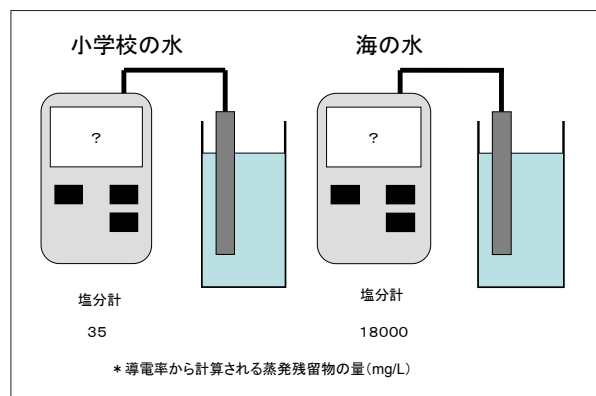 小学校の水 海の水
? ?
塩分計 塩分計
35 18000
*導電率から計算される蒸発残留物の量(mg/L)